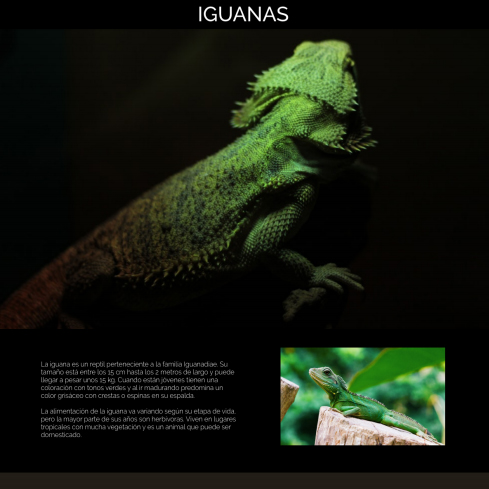 IGUANAS
La iguana es un reptil perteneciente a la familia Iguanadiae. Su
tamaño está entre los 15 cm hasta los 2 metros de largo y puede
llegar a pesar unos 15 kg. Cuando están jóvenes tienen una
coloración con tonos verdes y al ir madurando predomina un
color grisáceo con crestas o espinas en su espalda.
La alimentación de la iguana va variando según su etapa de vida,
pero la mayor parte de sus años son herbívoras. Viven en lugares
tropicales con mucha vegetación y es un animal que puede ser
domesticado.